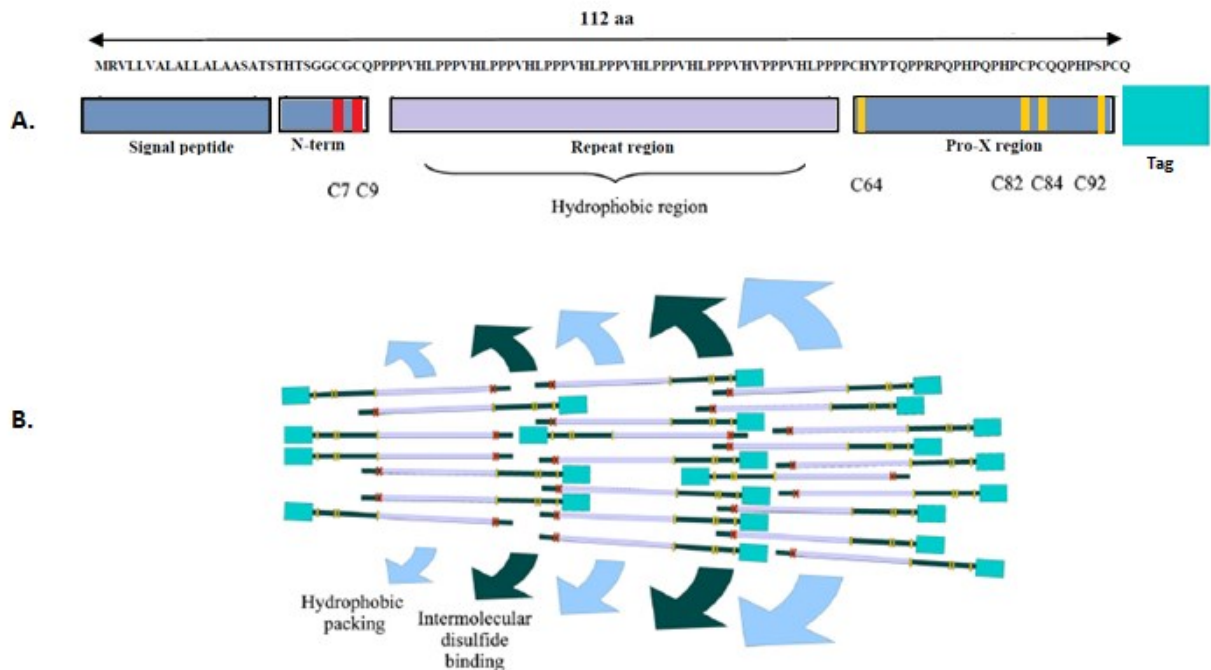 112 aa
MRVLLVALALLALAASATSTHTSGGCGCQPPPPVHLPPPVHLPPPVHLPPPVHLPPPVHLPPPVHLPPPVHVPPPVHLPPPPCHYPTQPPRPQPHPQPHPCPCQQPHPSPCQ
A.
Signal peptide N-term Repeat region Pro-X region Tag
C7 C9 C64 C82 C84 C92
Hydrophobic region
B.
Hydrophobic
packing
Intermolecular
disulfide
binding